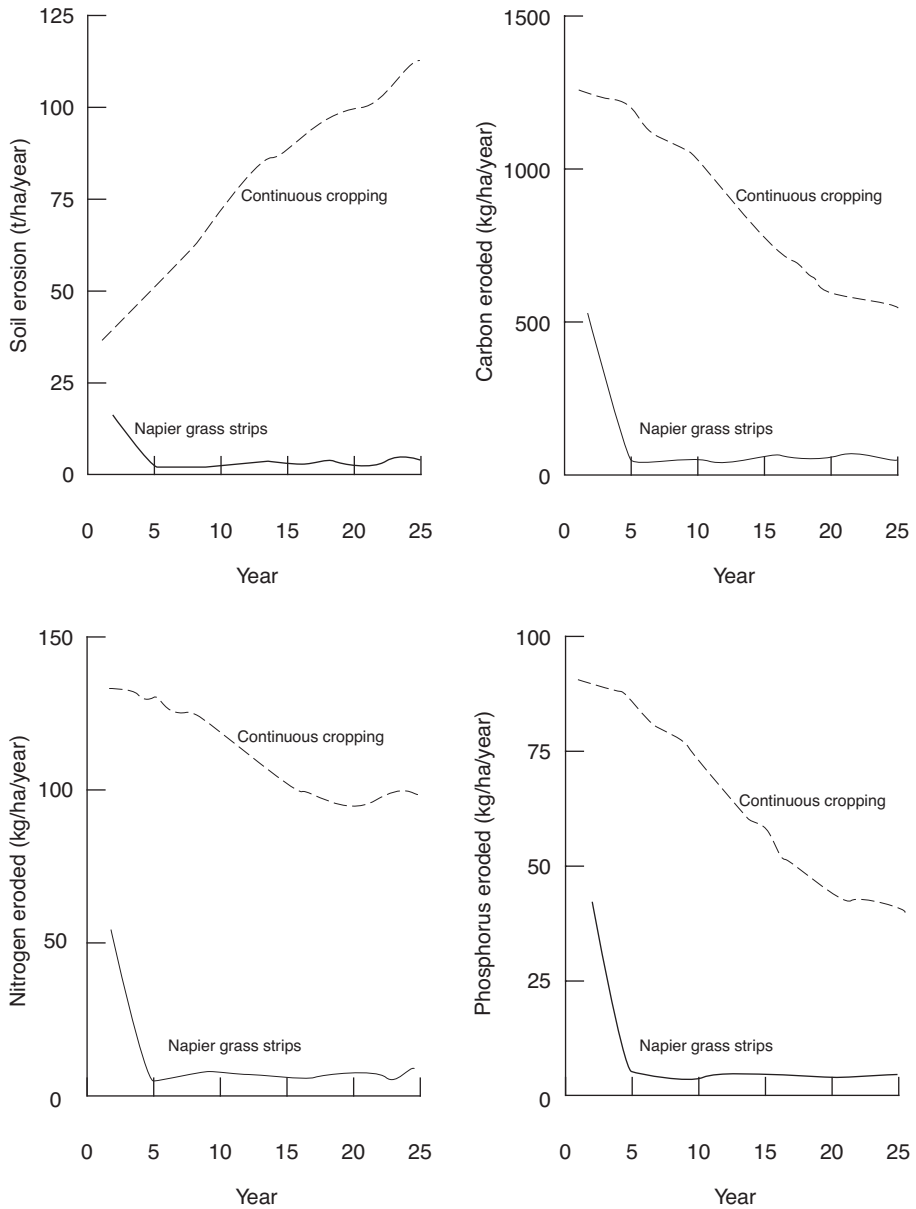 Soil erosion (t/ha/year)
125
100
75
50
25
0
Continuous cropping
Napier grass strips
0 5 10 15 20 25
Year
Carbon eroded (kg/ha/year)
1500
1000
500
0
Continuous cropping
Napier grass strips
0 5 10 15 20 25
Year
Nitrogen eroded (kg/ha/year)
150
100
50
0
Continuous cropping
Napier grass strips
0 5 10 15 20 25
Year
Phosphorus eroded (kg/ha/year)
100
75
50
25
0
Continuous cropping
Napier grass strips
0 5 10 15 20 25
Year